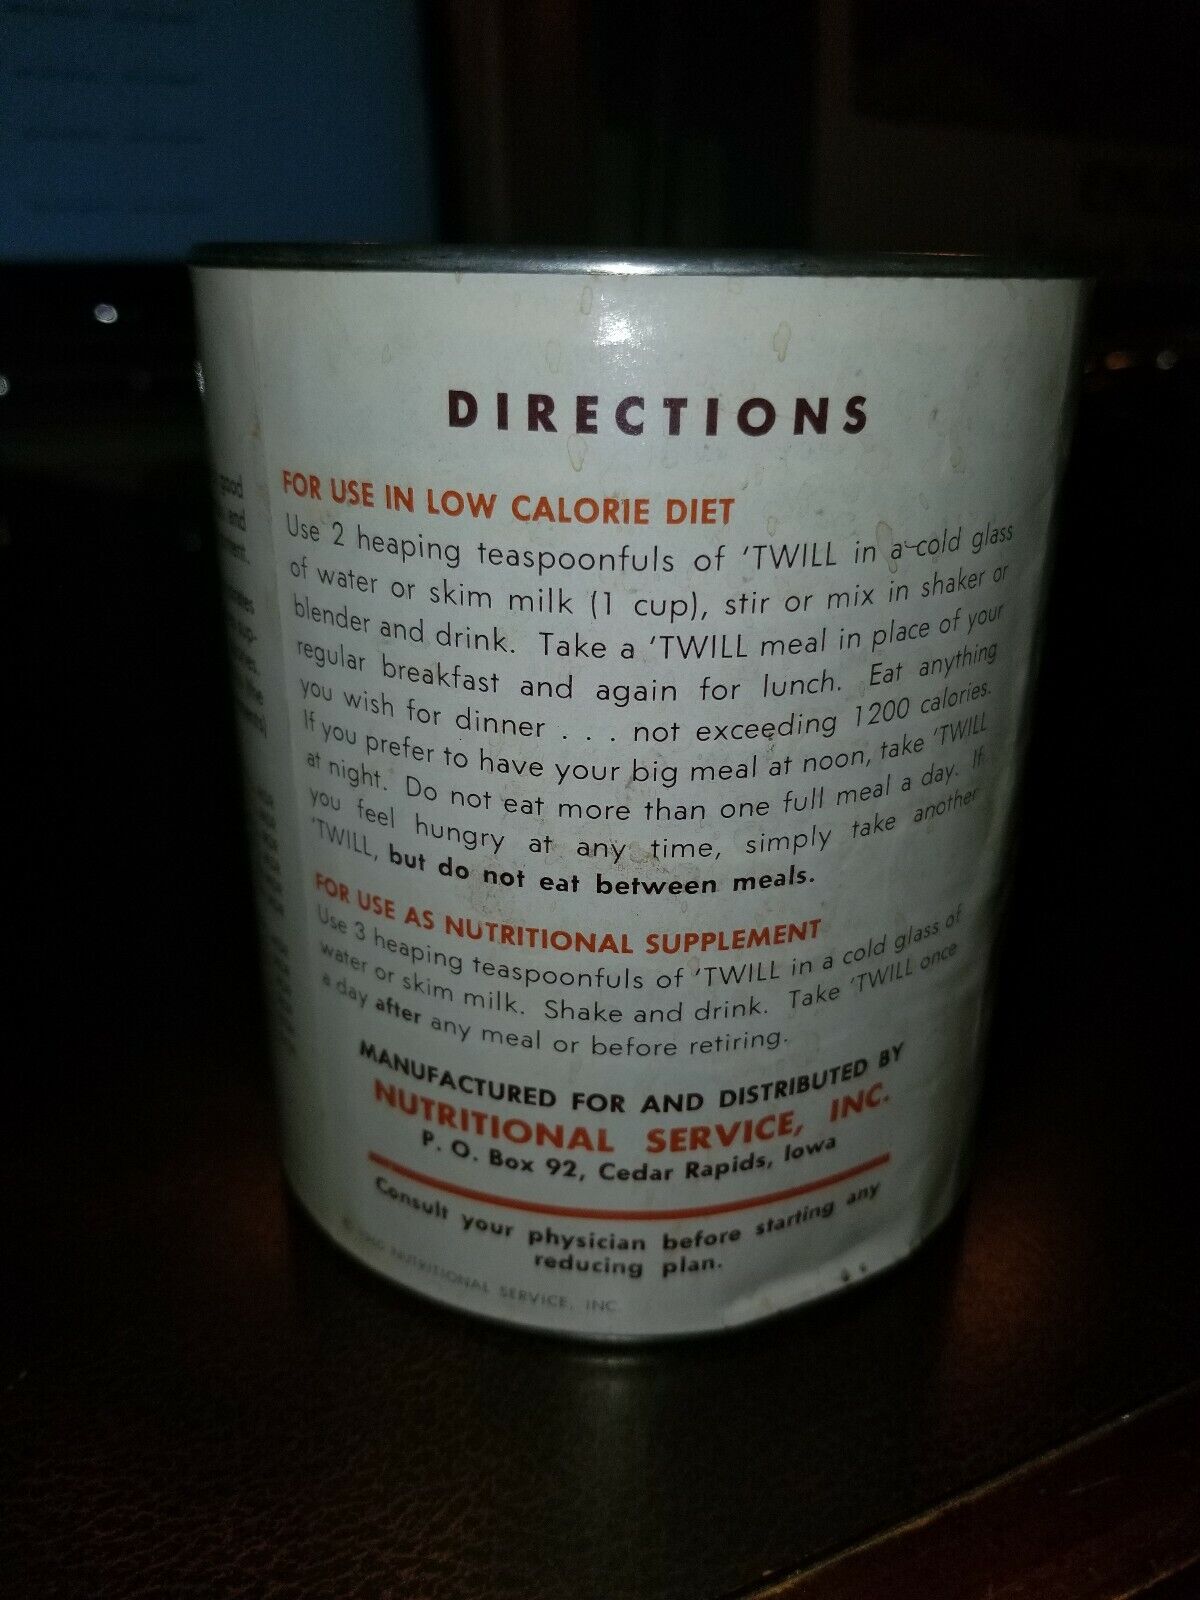 DIRECTIONS
FOR USE IN LOW CALORIE DIET
Use 2 heaping teaspoonfuls of 'TWILL in a cold glass
of water or skim milk (1 cup), stir or mix in shaker or
blender and drink. Take a 'TWILL meal in place of your
regular breakfast and again for lunch. Eat anything
you wish for dinner . . . not exceeding 1200 calories.
If you prefer to have your big meal at noon, take 'TWILL
at night. Do not eat more than one full meal a day. If
you feel hungry at any time, simply take another
'TWILL, but do not eat between meals.
FOR USE AS NUTRITIONAL SUPPLEMENT
Use 3 heaping teaspoonfuls of 'TWILL in a cold glass of
water or skim milk. Shake and drink. Take 'TWILL once
a day after any meal or before retiring.
MANUFACTURED FOR AND DISTRIBUTED BY
NUTRITIONAL SERVICE, INC.
P. O. Box 92, Cedar Rapids, Iowa
Consult your physician before starting any
reducing plan.
NUTRITIONAL SERVICE, INC
good
and